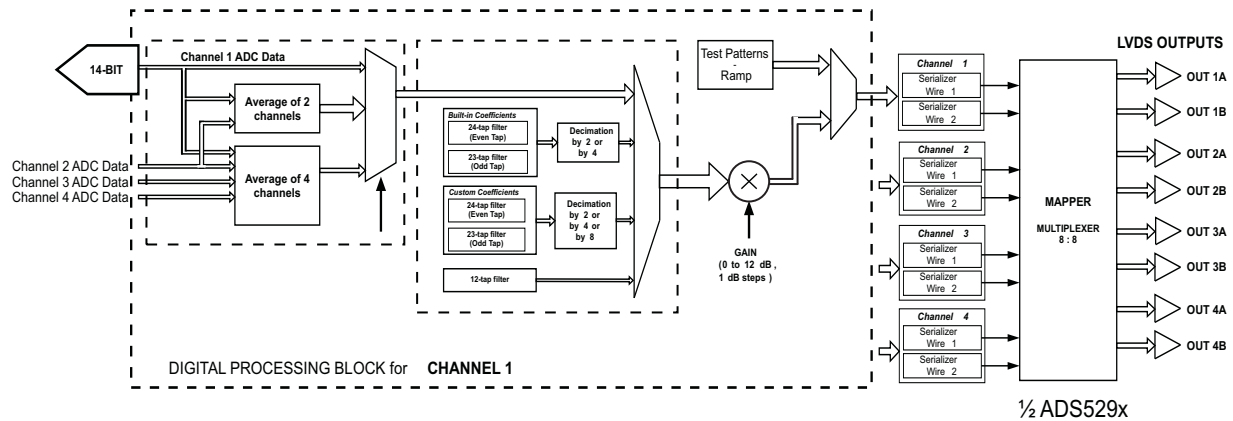 14-BIT
Channel 1 ADC Data
Average of 2
channels
Average of 4
channels
Channel 2 ADC Data
Channel 3 ADC Data
Channel 4 ADC Data
Built-in Coefficients
24-tap filter
(Even Tap)
23-tap filter
(Odd Tap)
Decimation
by 2 or
by 4
Custom Coefficients
24-tap filter
(Even Tap)
23-tap filter
(Odd Tap)
Decimation
by 2 or
by 4 or
by 8
12-tap filter
Test Patterns
-
Ramp
GAIN
(0 to 12 dB ,
1 dB steps )
DIGITAL PROCESSING BLOCK for CHANNEL 1
Channel 1
Serializer
Wire 1
Serializer
Wire 2
Channel 2
Serializer
Wire 1
Serializer
Wire 2
Channel 3
Serializer
Wire 1
Serializer
Wire 2
Channel 4
Serializer
Wire 1
Serializer
Wire 2
MAPPER
MULTIPLEXER
8 : 8
LVDS OUTPUTS
OUT 1A
OUT 1B
OUT 2A
OUT 2B
OUT 3A
OUT 3B
OUT 4A
OUT 4B
½ ADS529x